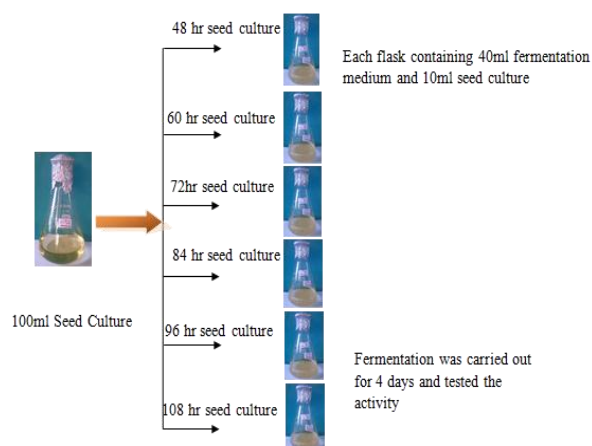 48 hr seed culture
Each flask containing 40ml fermentation
medium and 10ml seed culture
60 hr seed culture
72hr seed culture
84 hr seed culture
100ml Seed Culture
96 hr seed culture
Fermentation was carried out
for 4 days and tested the
activity
108 hr seed culture